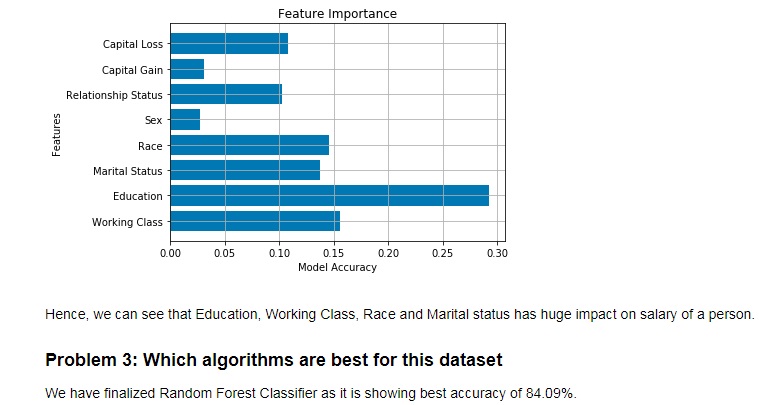 Feature Importance
Capital Loss
Capital Gain
Relationship Status
Sex
Race
Marital Status
Education
Working Class
Features
0.00 0.05 0.10 0.15 0.20 0.25 0.30
Model Accuracy
Hence, we can see that Education, Working Class, Race and Marital status has huge impact on salary of a person.
Problem 3: Which algorithms are best for this dataset
We have finalized Random Forest Classifier as it is showing best accuracy of 84.09%.